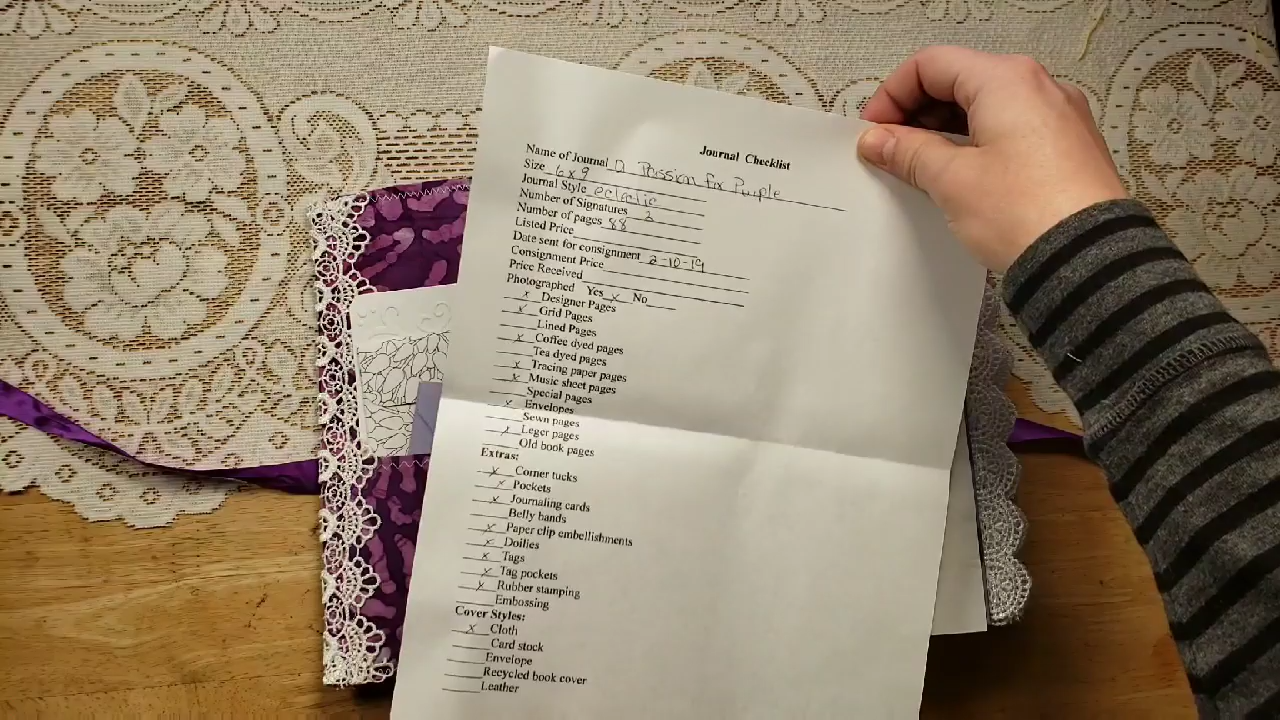 Journal Checklist
Name of Journal A Passion For Purple
Size 6x9
Journal Style eclectic
Number of Signatures 2
Number of pages 88
Listed Price
Date sent for consignment 2-10-19
Consignment Price
Price Received
Photographed Yes x No
x Designer Pages
x Grid Pages
Lined Pages
x Coffee dyed pages
Tea dyed pages
x Tracing paper pages
x Music sheet pages
Special pages
x Envelopes
Sewn pages
x Leger pages
Old book pages
Extras:
x Corner tucks
x Pockets
x Journaling cards
Belly bands
x Paper clip embellishments
x Doilies
x Tags
x Tag pockets
x Rubber stamping
Embossing
Cover Styles:
x Cloth
Card stock
Envelope
Recycled book cover
Leather